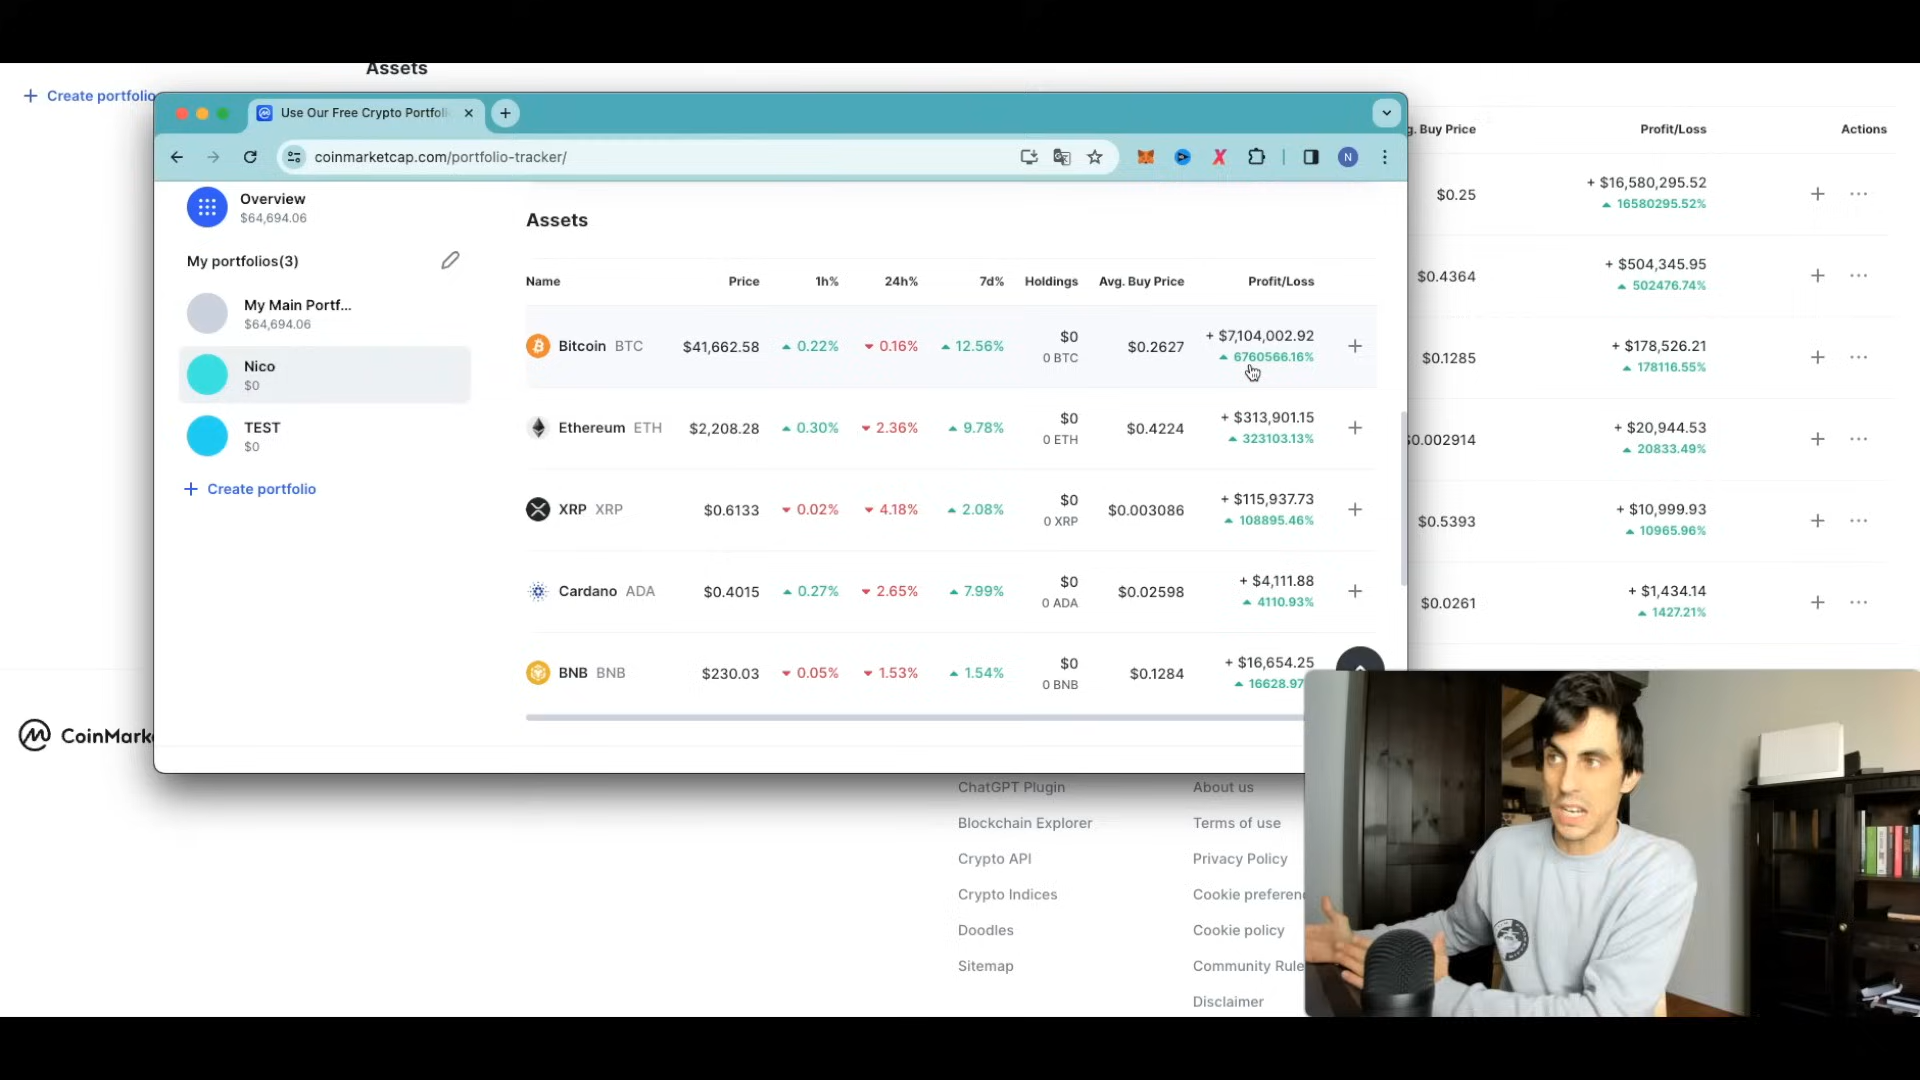 Assets
+ Create portfolio
Use Our Free Crypto Portfoli
coinmarketcap.com/portfolio-tracker/
N
Overview
$64,694.06
My portfolios(3)
My Main Portf...
$64,694.06
Nico
$0
TEST
$0
+ Create portfolio
Assets
Name Price 1h% 24h% 7d% Holdings Avg. Buy Price Profit/Loss
Bitcoin BTC $41,662.58 0.22% 0.16% 12.56% $0 0 BTC $0.2627 + $7,104,002.92 6760566.16%
Ethereum ETH $2,208.28 0.30% 2.36% 9.78% $0 0 ETH $0.4224 + $313,901.15 323103.13%
XRP XRP $0.6133 0.02% 4.18% 2.08% $0 0 XRP $0.003086 + $115,937.73 108895.46%
Cardano ADA $0.4015 0.27% 2.65% 7.99% $0 0 ADA $0.02598 + $4,111.88 4110.93%
BNB BNB $230.03 0.05% 1.53% 1.54% $0 0 BNB $0.1284 + $16,654.25 16628.97
g. Buy Price Profit/Loss Actions
$0.25 + $16,580,295.52 16580295.52%
$0.4364 + $504,345.95 502476.74%
$0.1285 + $178,526.21 178116.55%
$0.002914 + $20,944.53 20833.49%
$0.5393 + $10,999.93 10965.96%
$0.0261 + $1,434.14 1427.21%
CoinMark
ChatGPT Plugin
Blockchain Explorer
Crypto API
Crypto Indices
Doodles
Sitemap
About us
Terms of use
Privacy Policy
Cookie preferen
Cookie policy
Community Rule
Disclaimer